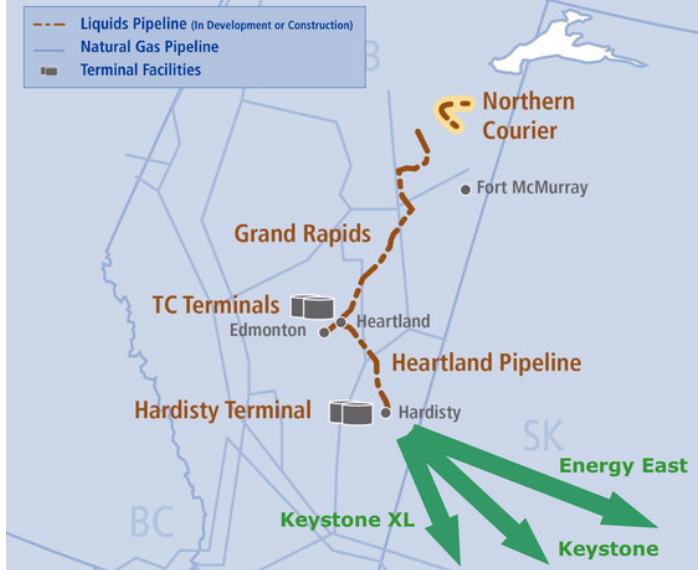 Liquids Pipeline (In Development or Construction)
Natural Gas Pipeline
Terminal Facilities
B
Northern
Courier
Fort McMurray
Grand Rapids
TC Terminals
Edmonton
Heartland
Heartland Pipeline
Hardisty Terminal
Hardisty
SK
Energy East
Keystone XL
BC
Keystone